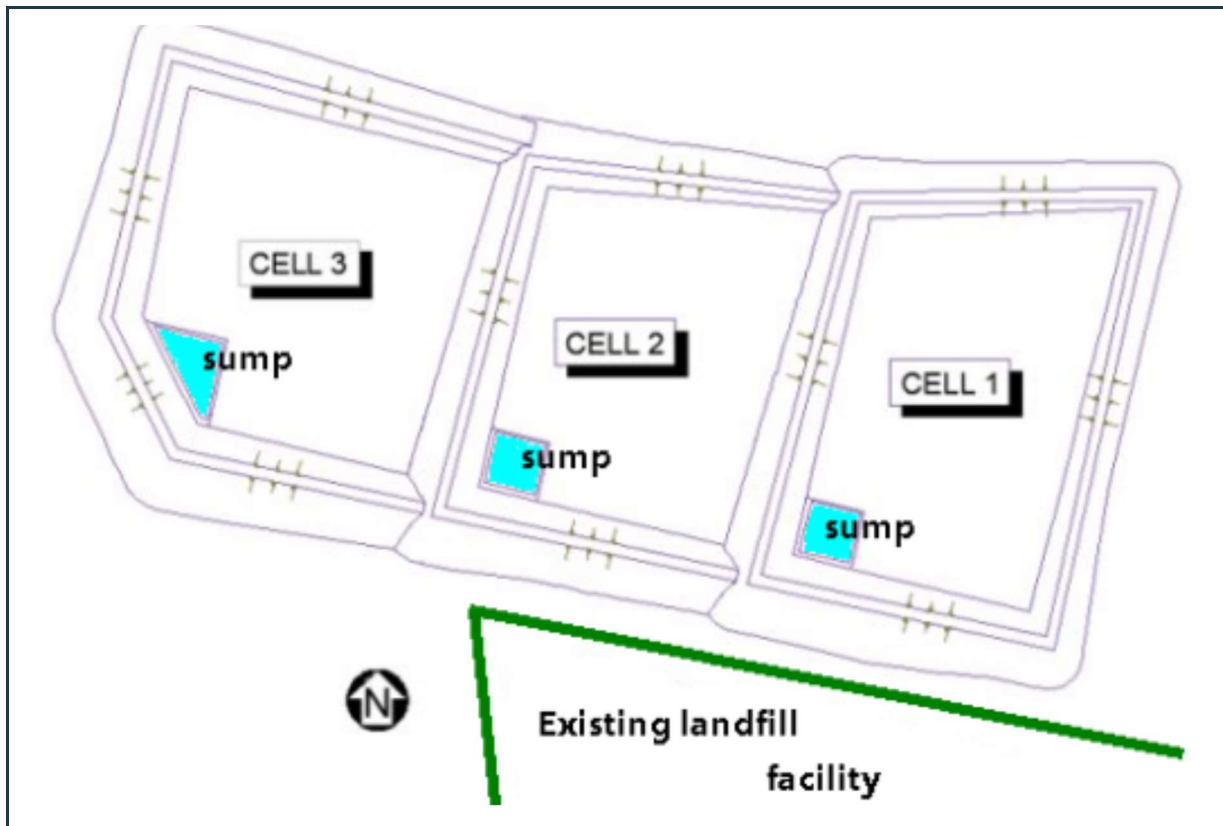 CELL 3
sump
CELL 2
sump
CELL 1
sump
N
Existing landfill
facility